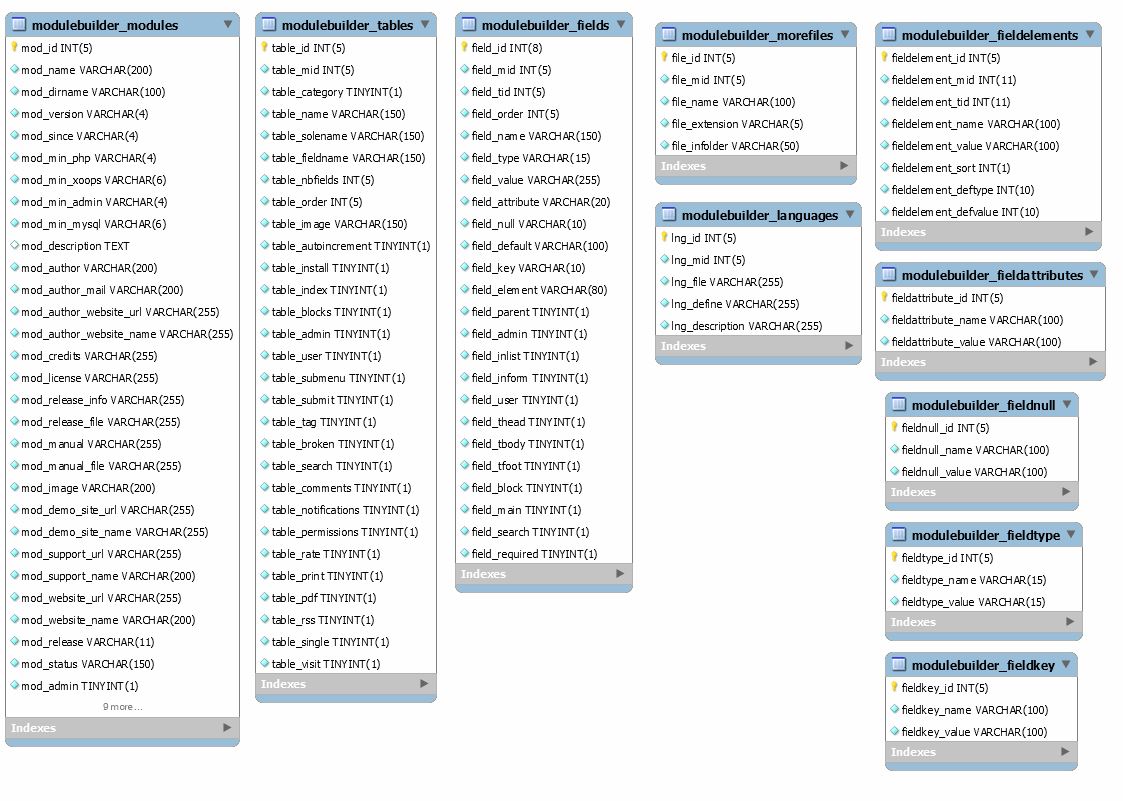 modulebuilder_modules
mod_id INT(5)
mod_name VARCHAR(200)
mod_dirname VARCHAR(100)
mod_version VARCHAR(4)
mod_since VARCHAR(4)
mod_min_php VARCHAR(4)
mod_min_xoops VARCHAR(6)
mod_min_admin VARCHAR(4)
mod_min_mysql VARCHAR(6)
mod_description TEXT
mod_author VARCHAR(200)
mod_author_mail VARCHAR(200)
mod_author_website_url VARCHAR(255)
mod_author_website_name VARCHAR(255)
mod_credits VARCHAR(255)
mod_license VARCHAR(255)
mod_release_info VARCHAR(255)
mod_release_file VARCHAR(255)
mod_manual VARCHAR(255)
mod_manual_file VARCHAR(255)
mod_image VARCHAR(200)
mod_demo_site_url VARCHAR(255)
mod_demo_site_name VARCHAR(255)
mod_support_url VARCHAR(255)
mod_support_name VARCHAR(200)
mod_website_url VARCHAR(255)
mod_website_name VARCHAR(200)
mod_release VARCHAR(11)
mod_status VARCHAR(150)
mod_admin TINYINT(1)
9 more...
Indexes
modulebuilder_tables
table_id INT(5)
table_mid INT(5)
table_category TINYINT(1)
table_name VARCHAR(150)
table_solename VARCHAR(150)
table_fieldname VARCHAR(150)
table_nbfields INT(5)
table_order INT(5)
table_image VARCHAR(150)
table_autoincrement TINYINT(1)
table_install TINYINT(1)
table_index TINYINT(1)
table_blocks TINYINT(1)
table_admin TINYINT(1)
table_user TINYINT(1)
table_submenu TINYINT(1)
table_submit TINYINT(1)
table_tag TINYINT(1)
table_broken TINYINT(1)
table_search TINYINT(1)
table_comments TINYINT(1)
table_notifications TINYINT(1)
table_permissions TINYINT(1)
table_rate TINYINT(1)
table_print TINYINT(1)
table_pdf TINYINT(1)
table_rss TINYINT(1)
table_single TINYINT(1)
table_visit TINYINT(1)
Indexes
modulebuilder_fields
field_id INT(8)
field_mid INT(5)
field_tid INT(5)
field_order INT(5)
field_name VARCHAR(150)
field_type VARCHAR(15)
field_value VARCHAR(255)
field_attribute VARCHAR(20)
field_null VARCHAR(10)
field_default VARCHAR(100)
field_key VARCHAR(10)
field_element VARCHAR(80)
field_parent TINYINT(1)
field_admin TINYINT(1)
field_inlist TINYINT(1)
field_inform TINYINT(1)
field_user TINYINT(1)
field_thead TINYINT(1)
field_tbody TINYINT(1)
field_tfoot TINYINT(1)
field_block TINYINT(1)
field_main TINYINT(1)
field_search TINYINT(1)
field_required TINYINT(1)
Indexes
modulebuilder_morefiles
file_id INT(5)
file_mid INT(5)
file_name VARCHAR(100)
file_extension VARCHAR(5)
file_infolder VARCHAR(50)
Indexes
modulebuilder_languages
lng_id INT(5)
lng_mid INT(5)
lng_file VARCHAR(255)
lng_define VARCHAR(255)
lng_description VARCHAR(255)
Indexes
modulebuilder_fieldelements
fieldelement_id INT(5)
fieldelement_mid INT(11)
fieldelement_tid INT(11)
fieldelement_name VARCHAR(100)
fieldelement_value VARCHAR(100)
fieldelement_sort INT(1)
fieldelement_deftype INT(10)
fieldelement_defvalue INT(10)
Indexes
modulebuilder_fieldattributes
fieldattribute_id INT(5)
fieldattribute_name VARCHAR(100)
fieldattribute_value VARCHAR(100)
Indexes
modulebuilder_fieldnull
fieldnull_id INT(5)
fieldnull_name VARCHAR(100)
fieldnull_value VARCHAR(100)
Indexes
modulebuilder_fieldtype
fieldtype_id INT(5)
fieldtype_name VARCHAR(15)
fieldtype_value VARCHAR(15)
Indexes
modulebuilder_fieldkey
fieldkey_id INT(5)
fieldkey_name VARCHAR(100)
fieldkey_value VARCHAR(100)
Indexes